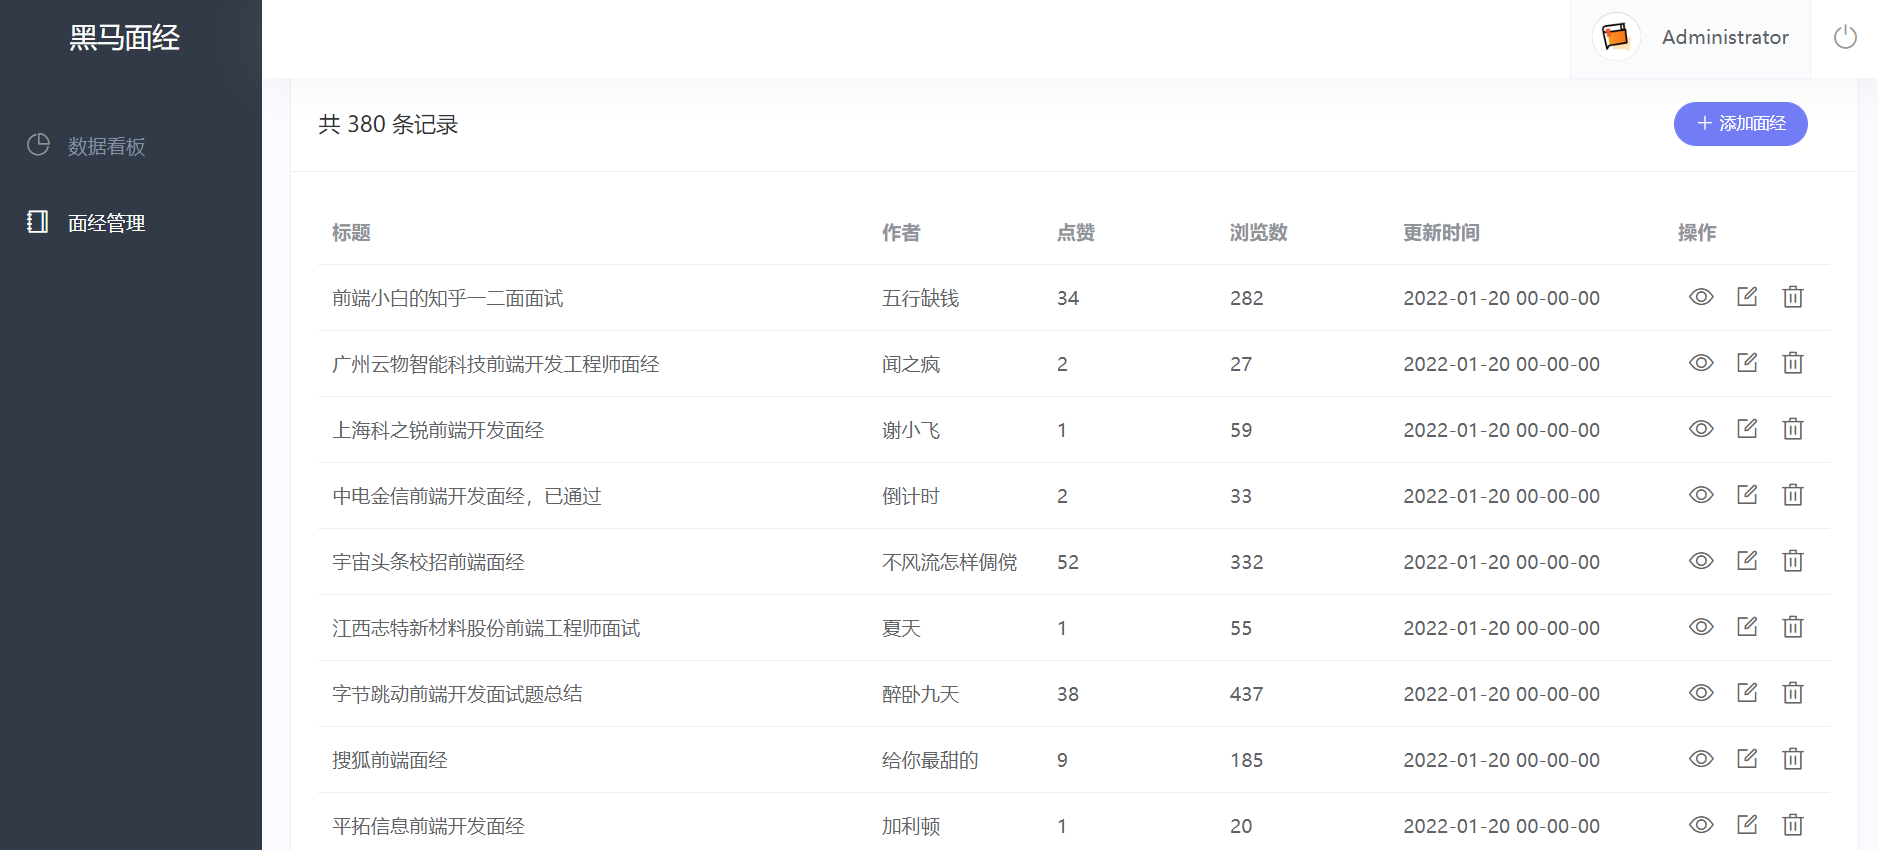 黑马面经
Administrator
数据看板
面经管理
共 380 条记录
添加面经
标题 作者 点赞 浏览数 更新时间 操作
前端小白的知乎一二面面试 五行缺钱 34 282 2022-01-20 00-00-00
广州云物智能科技前端开发工程师面经 闻之疯 2 27 2022-01-20 00-00-00
上海科之锐前端开发面经 谢小飞 1 59 2022-01-20 00-00-00
中电金信前端开发面经，已通过 倒计时 2 33 2022-01-20 00-00-00
宇宙头条校招前端面经 不风流怎样倜傥 52 332 2022-01-20 00-00-00
江西志特新材料股份前端工程师面试 夏天 1 55 2022-01-20 00-00-00
字节跳动前端开发面试题总结 醉卧九天 38 437 2022-01-20 00-00-00
搜狐前端面经 给你最甜的 9 185 2022-01-20 00-00-00
平拓信息前端开发面经 加利顿 1 20 2022-01-20 00-00-00